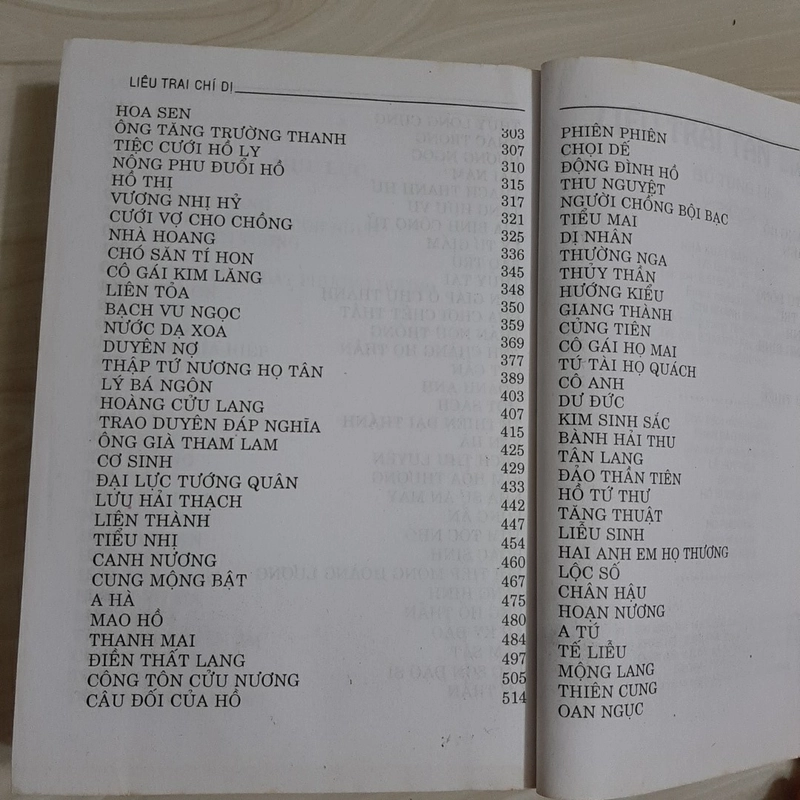 LIÊU TRAI CHÍ DỊ
HOA SEN 303
ÔNG TĂNG TRƯỜNG THANH 307
TIỆC CƯỚI HỒ LY 310
NÔNG PHU ĐUỔI HỒ 315
HỒ THỊ 317
VƯƠNG NHỊ HỶ 321
CƯỚI VỢ CHO CHỒNG 325
NHÀ HOANG 336
CHÓ SĂN TÍ HON 345
CÔ GÁI KIM LĂNG 348
LIÊN TỎA 350
BẠCH VU NGỌC 359
NƯỚC DẠ XOA 369
DUYÊN NỢ 377
THẬP TỨ NƯƠNG HỌ TÂN 389
LÝ BÁ NGÔN 403
HOÀNG CỬU LANG 407
TRAO DUYÊN ĐÁP NGHĨA 415
ÔNG GIÀ THAM LAM 425
CƠ SINH 429
ĐẠI LỰC TƯỚNG QUÂN 433
LƯU HẢI THẠCH 442
LIÊN THÀNH 447
TIỂU NHỊ 454
CANH NƯƠNG 460
CUNG MỘNG BẬT 467
A HÀ 475
MAO HỒ 480
THANH MAI 484
ĐIỀN THẤT LANG 497
CÔNG TÔN CỬU NƯƠNG 505
CÂU ĐỐI CỦA HỒ 514
PHIÊN PHIÊN
CHỌI DẾ
ĐỘNG ĐÌNH HỒ
THU NGUYỆT
NGƯỜI CHỒNG BỘI BẠC
TIỂU MAI
DỊ NHÂN
THƯỜNG NGA
THỦY THẦN
HƯỚNG KIỂU
GIANG THÀNH
CỦNG TIÊN
CÔ GÁI HỌ MAI
TÚ TÀI HỌ QUÁCH
CÔ ANH
DƯ ĐỨC
KIM SINH SẮC
BÀNH HẢI THU
TÂN LANG
ĐẢO THẦN TIÊN
HỒ TỨ THƯ
TĂNG THUẬT
LIỄU SINH
HAI ANH EM HỌ THƯƠNG
LỘC SỐ
CHÂN HẬU
HOẠN NƯƠNG
A TÚ
TẾ LIỄU
MỘNG LANG
THIÊN CUNG
OAN NGỤC